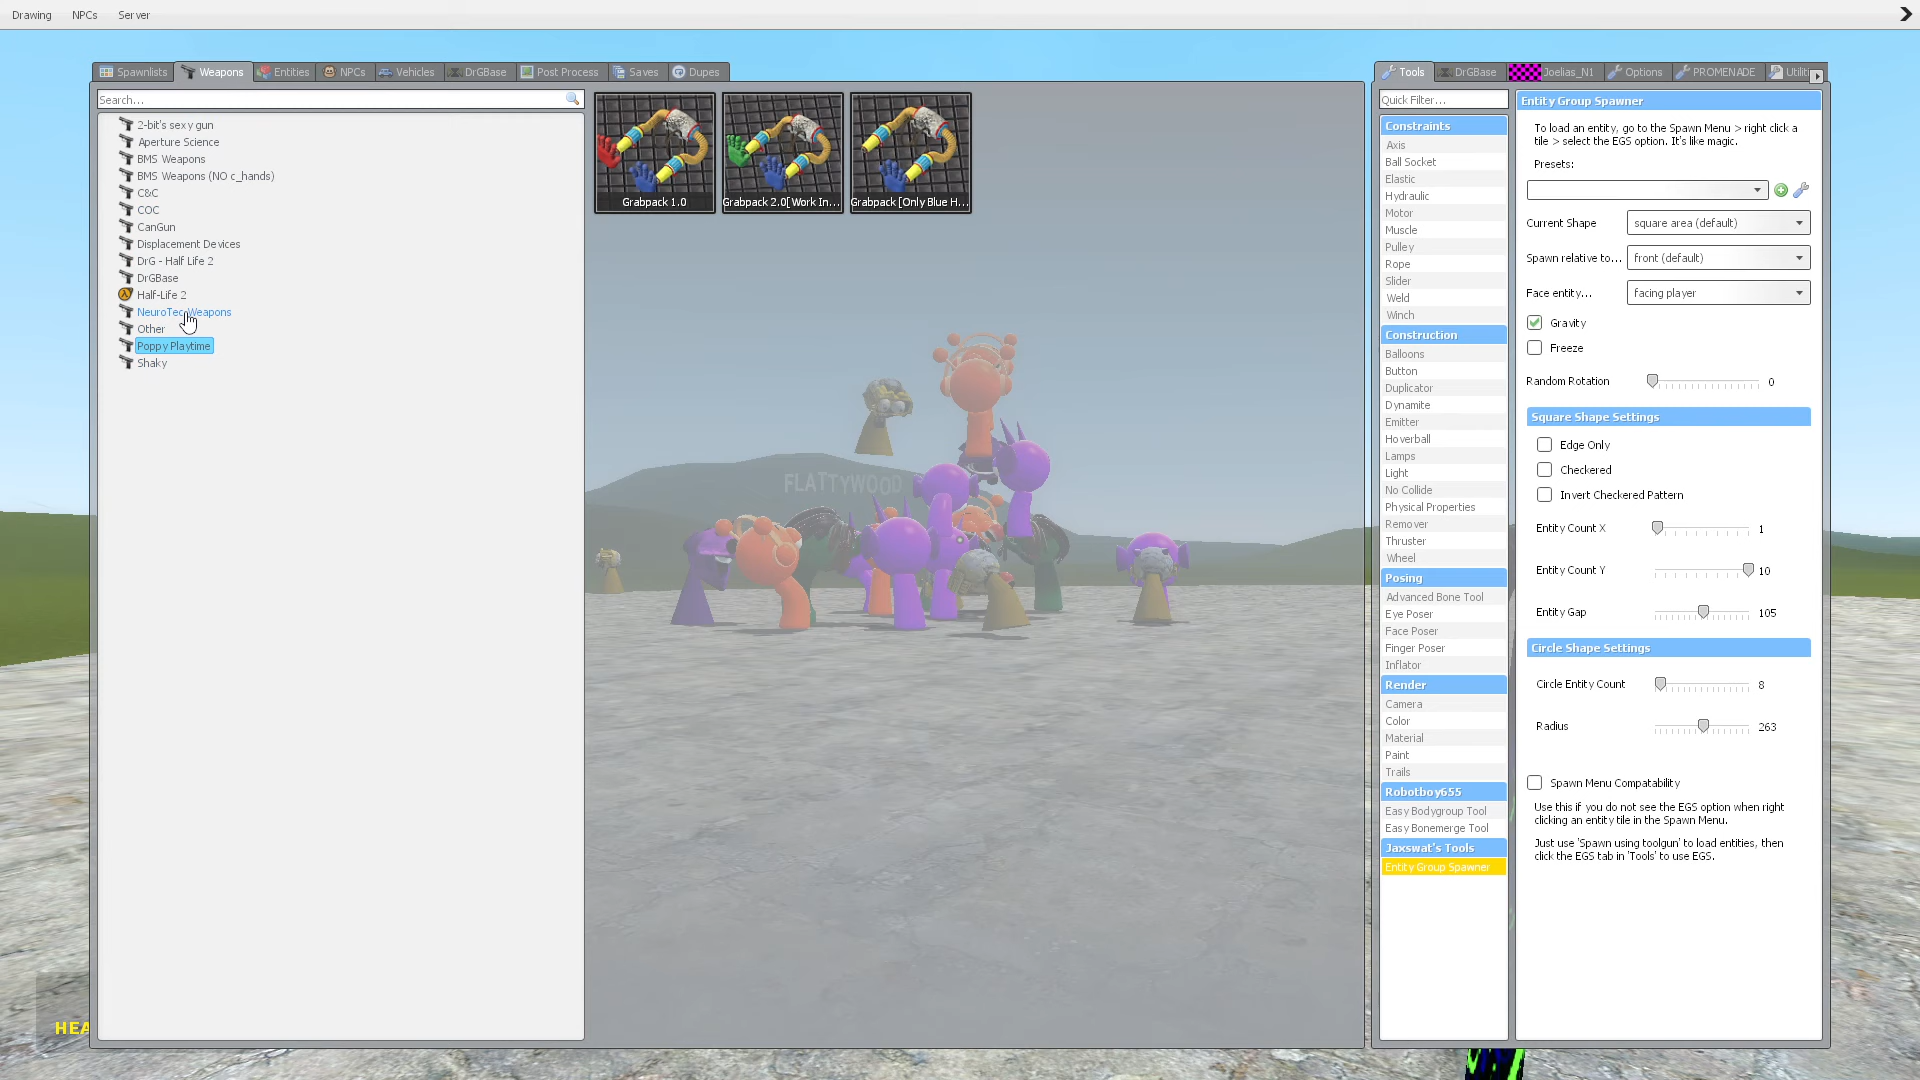 Drawing NPCs Server
Spawnlists Weapons Entities NPCs Vehicles DrGBase Post Process Saves Dupes
Search...
2-bit's sexy gun
Aperture Science
BMS Weapons
BMS Weapons (NO c_hands)
C&C
COC
CanGun
Displacement Devices
DrG - Half Life 2
DrGBase
Half-Life 2
NeuroTec Weapons
Other
Poppy Playtime
Shaky
Grabpack 1.0
Grabpack 2.0[Work In...
Grabpack [Only Blue H...
FLATTYWOOD
HEA
Tools DrGBase Joelias_N1 Options PROMENADE Utiliti
Quick Filter...
Constraints
Axis
Ball Socket
Elastic
Hydraulic
Motor
Muscle
Pulley
Rope
Slider
Weld
Winch
Construction
Balloons
Button
Duplicator
Dynamite
Emitter
Hoverball
Lamps
Light
No Collide
Physical Properties
Remover
Thruster
Wheel
Posing
Advanced Bone Tool
Eye Poser
Face Poser
Finger Poser
Inflator
Render
Camera
Color
Material
Paint
Trails
Robotboy655
Easy Bodygroup Tool
Easy Bonemerge Tool
Jaxswat's Tools
Entity Group Spawner
Entity Group Spawner
To load an entity, go to the Spawn Menu > right click a
tile > select the EGS option. It's like magic.
Presets:
Current Shape square area (default)
Spawn relative to... front (default)
Face entity... facing player
Gravity
Freeze
Random Rotation 0
Square Shape Settings
Edge Only
Checkered
Invert Checkered Pattern
Entity Count X 1
Entity Count Y 10
Entity Gap 105
Circle Shape Settings
Circle Entity Count 8
Radius 263
Spawn Menu Compatability
Use this if you do not see the EGS option when right
clicking an entity tile in the Spawn Menu.
Just use 'Spawn using toolgun' to load entities, then
click the EGS tab in 'Tools' to use EGS.